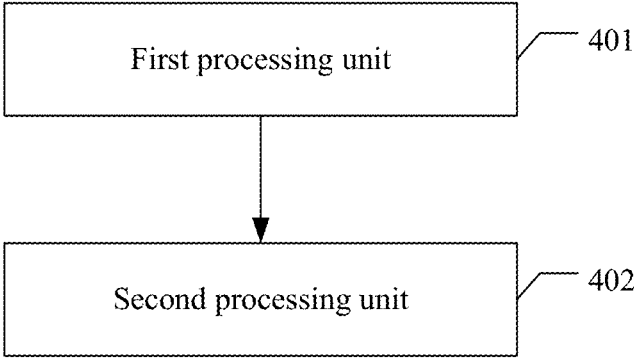 First processing unit
401
Second processing unit
402